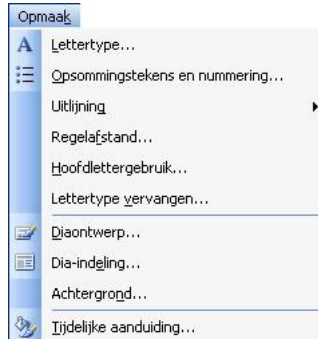 Opmaak
Lettertype...
Opsommingstekens en nummering...
Uitlijning
Regelafstand...
Hoofdlettergebruik...
Lettertype vervangen...
Diaontwerp...
Dia-indeling...
Achtergrond...
Tijdelijke aanduiding...